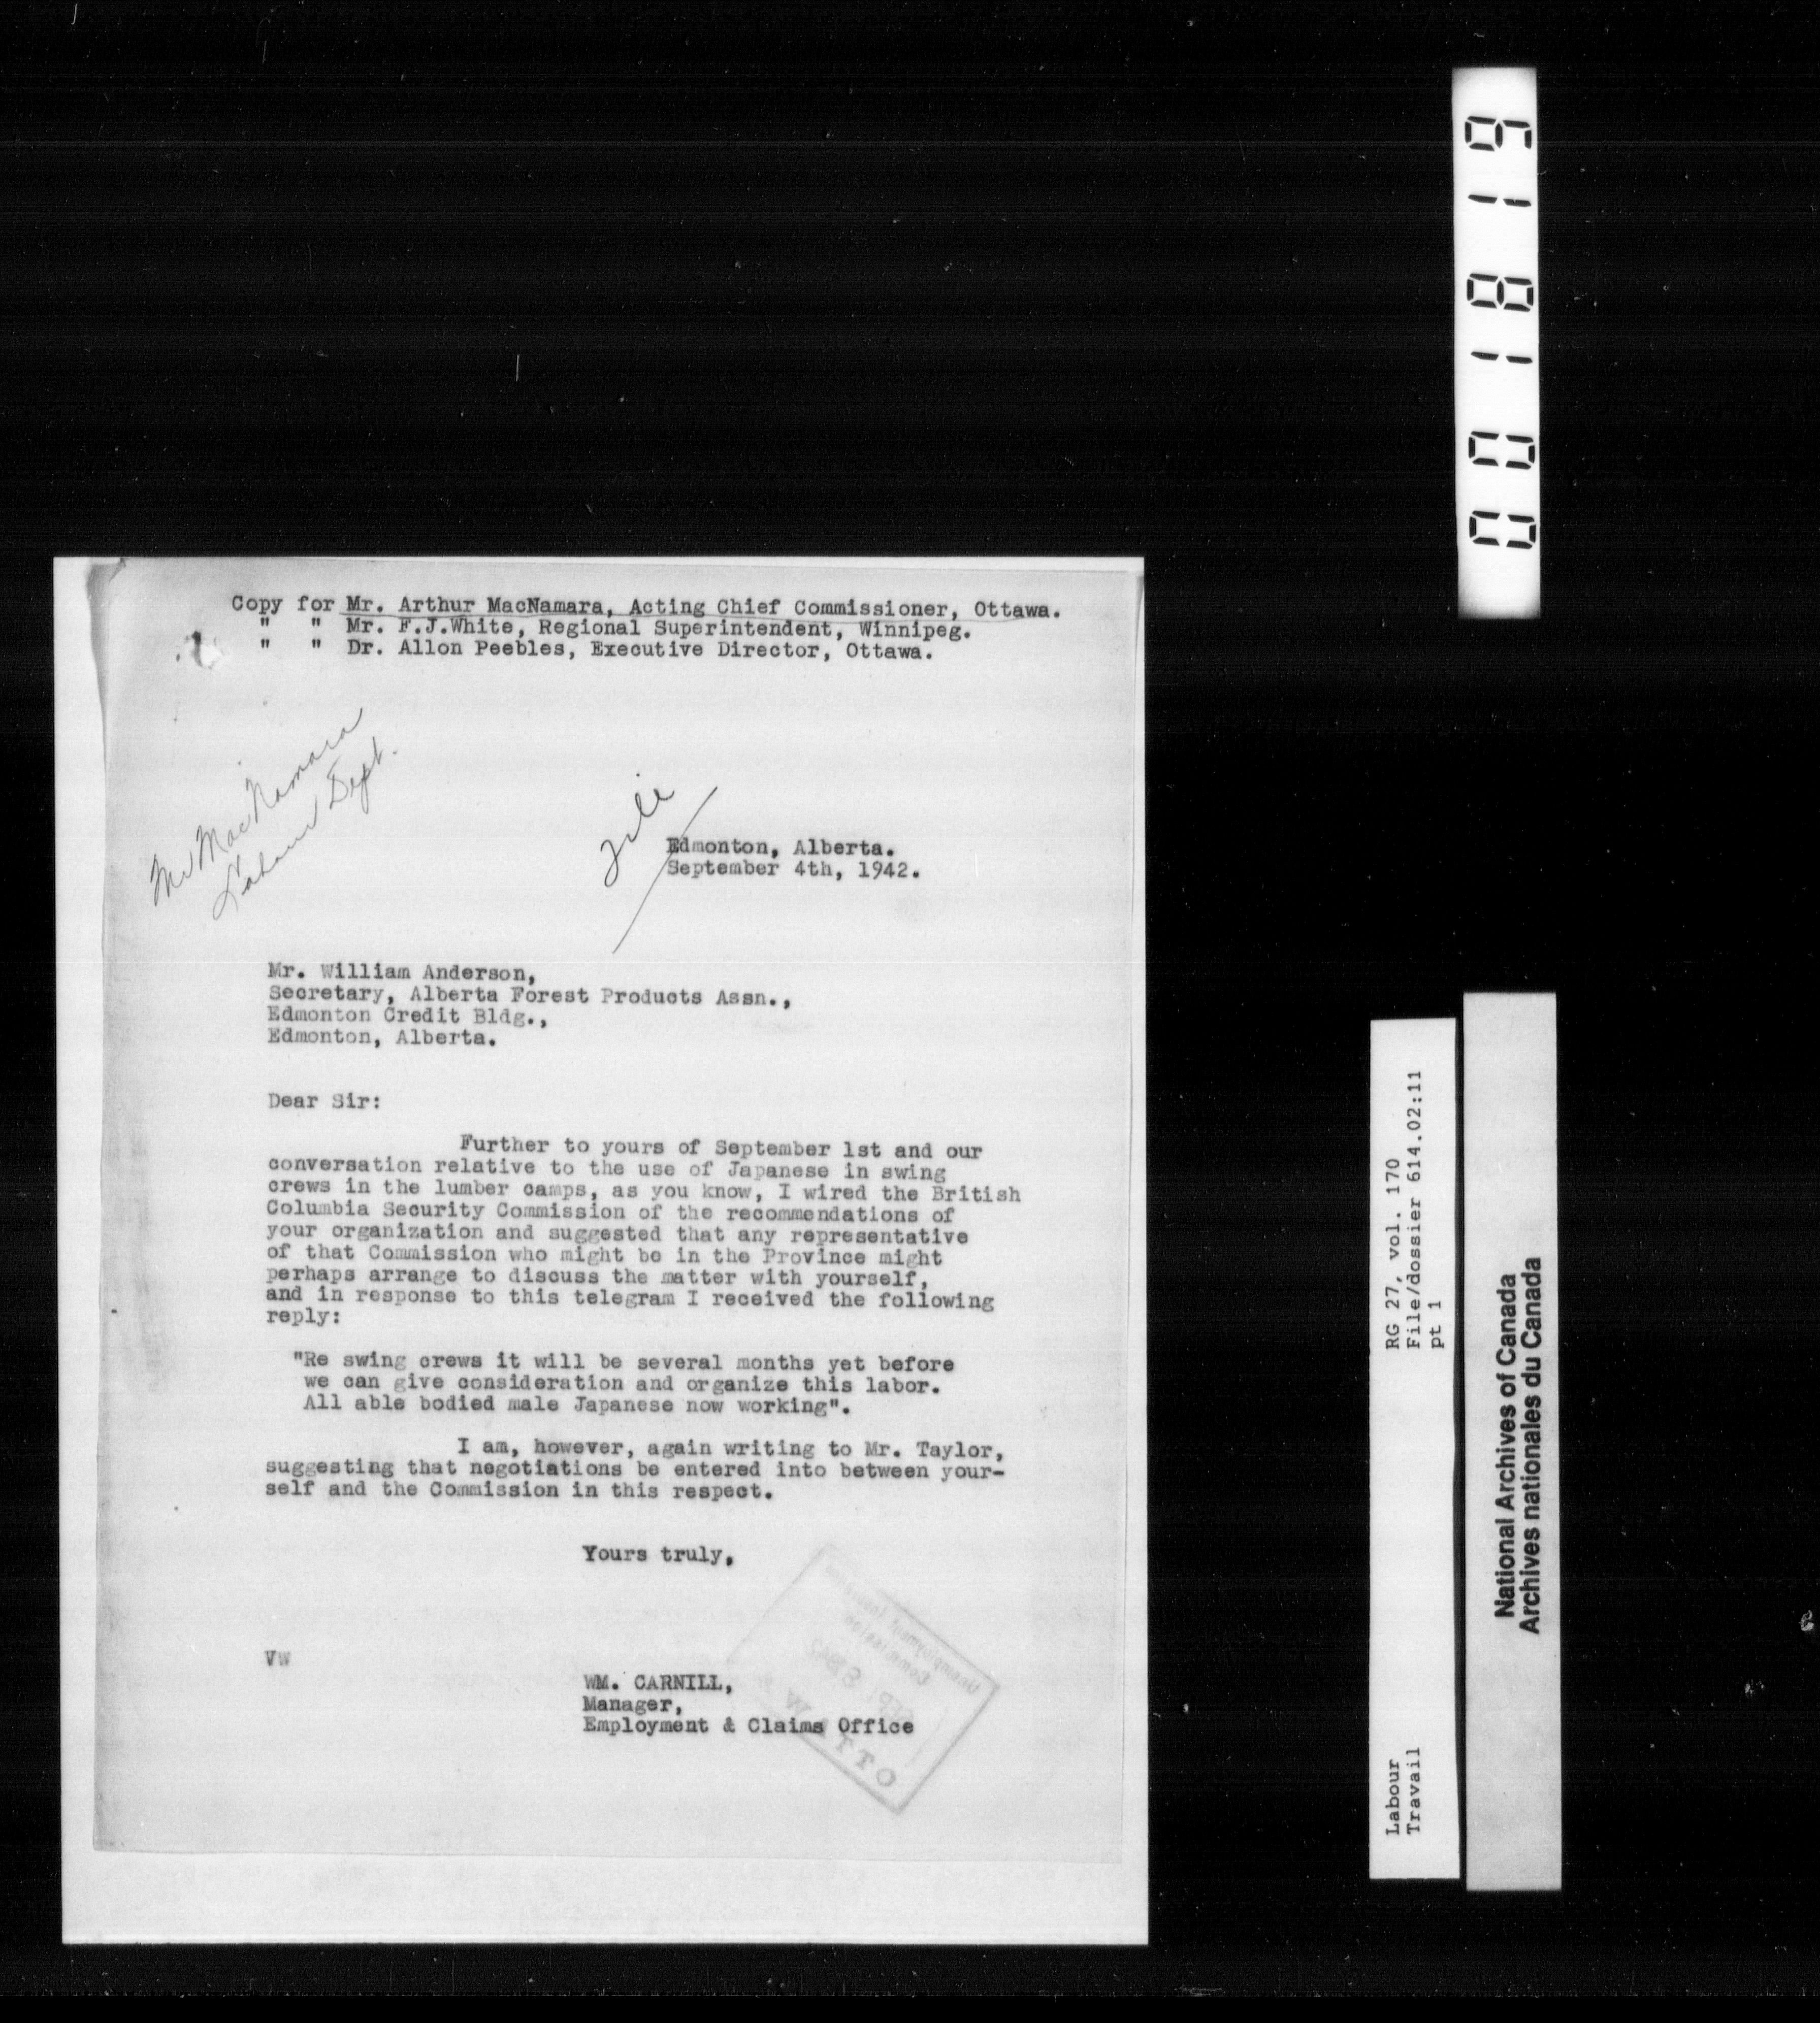 Copy for Mr. Arthur MacNamara, Acting Chief Commissioner, Ottawa.
" " Mr. F.J.White, Regional Superintendent, Winnipeg.
" " Dr. Allon Peebles, Executive Director, Ottawa.
Mr MacNamara
Labour Dept.
file
Edmonton, Alberta.
September 4th, 1942.
Mr. William Anderson,
Secretary, Alberta Forest Products Assn.,
Edmonton Credit Bldg.,
Edmonton, Alberta.
Dear Sir:
Further to yours of September 1st and our
conversation relative to the use of Japanese in swing
crews in the lumber camps, as you know, I wired the British
Columbia Security Commission of the recommendations of
your organization and suggested that any representative
of that Commission who might be in the Province might
perhaps arrange to discuss the matter with yourself,
and in response to this telegram I received the following
reply:
"Re swing crews it will be several months yet before
we can give consideration and organize this labor.
All able bodied male Japanese now working".
I am, however, again writing to Mr. Taylor,
suggesting that negotiations be entered into between your-
self and the Commission in this respect.
Yours truly,
VW
WM. CARNILL,
Manager,
Employment & Claims Office
Unemployment Insurance
Commission
OTTAWA
001819
RG 27, vol. 170
File/dossier 614.02:11
pt 1
Labour
Travail
National Archives of Canada
Archives nationales du Canada